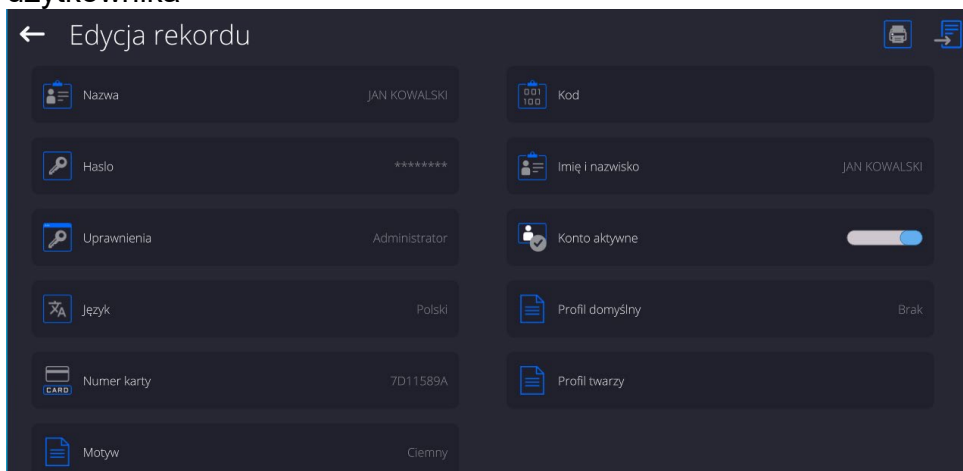 użytkownika
Edycja rekordu
Nazwa JAN KOWALSKI
001 100 Kod
Haslo ********
Imię i nazwisko JAN KOWALSKI
Uprawnienia Administrator
Konto aktywne
Język Polski
Profil domyślny Brak
CARD Numer karty 7D11589A
Profil twarzy
Motyw Ciemny